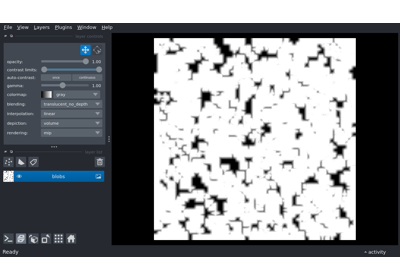 File View Layers Plugins Window Help
opacity: 1.00
contrast limits:
auto-contrast: once continuous
gamma: 1.00
colormap: gray
blending: translucent_no_depth
interpolation: linear
depiction: volume
rendering: mip
blobs
Ready
activity